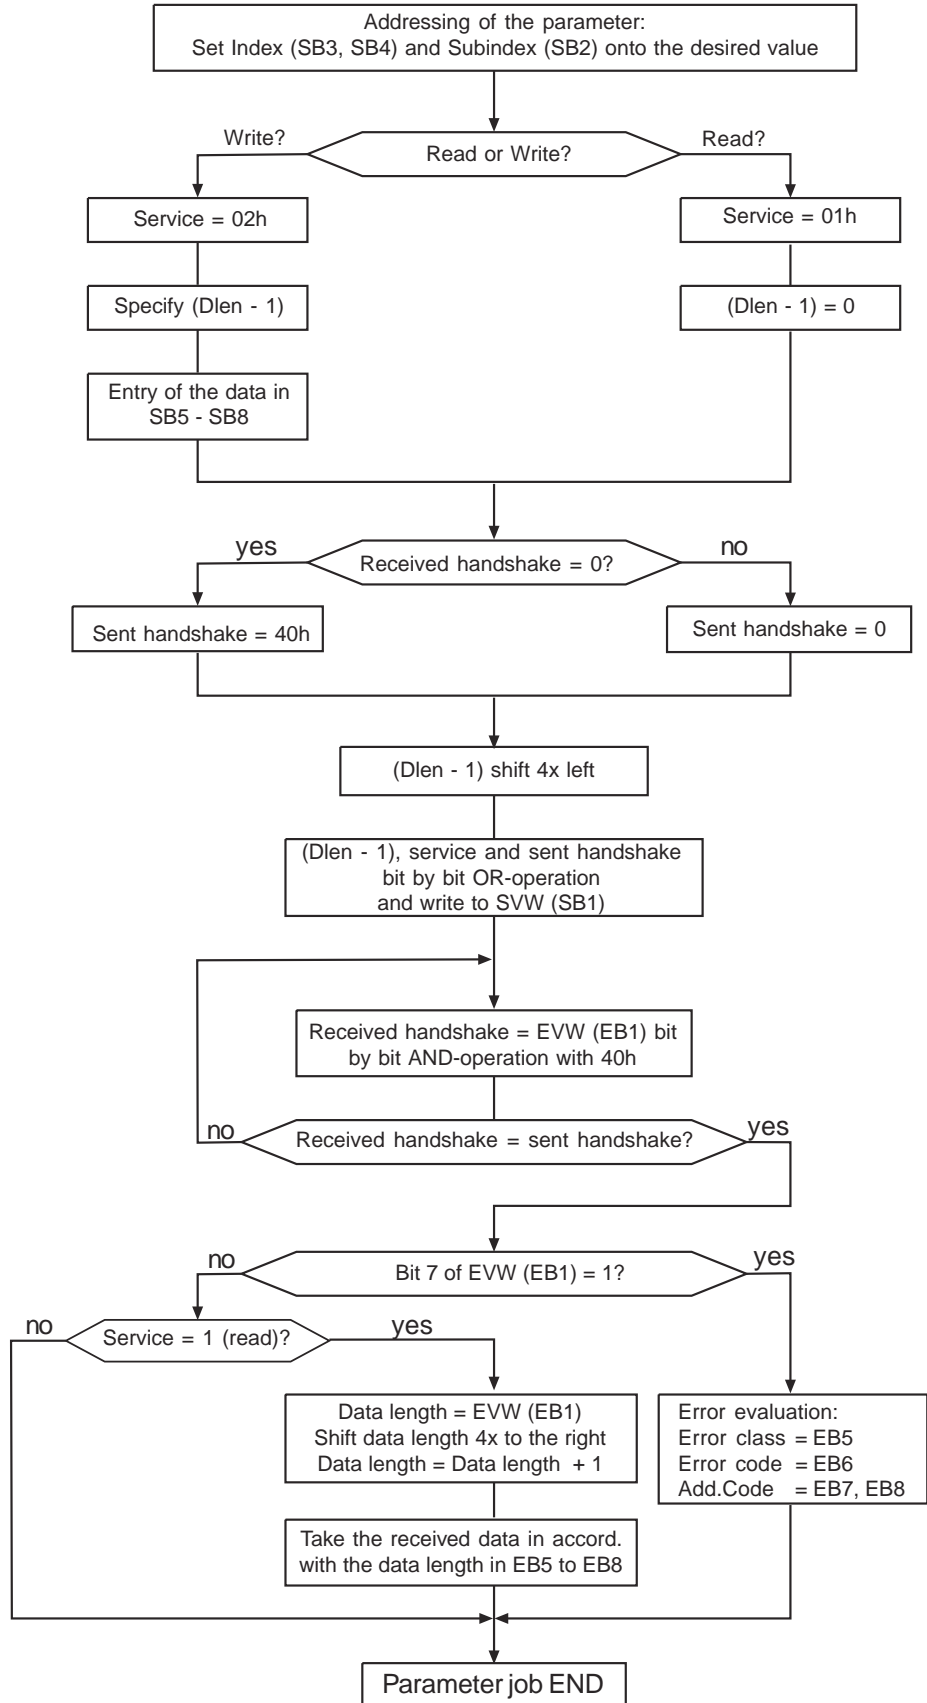 Addressing of the parameter:
Set Index (SB3, SB4) and Subindex (SB2) onto the desired value
Write?
Read or Write?
Read?
Service = 02h
Service = 01h
Specify (Dlen - 1)
(Dlen - 1) = 0
Entry of the data in
SB5 - SB8
yes
Received handshake = 0?
no
Sent handshake = 40h
Sent handshake = 0
(Dlen - 1) shift 4x left
(Dlen - 1), service and sent handshake
bit by bit OR-operation
and write to SVW (SB1)
Received handshake = EVW (EB1) bit
by bit AND-operation with 40h
no
Received handshake = sent handshake?
yes
no
Bit 7 of EVW (EB1) = 1?
yes
no
Service = 1 (read)?
yes
Data length = EVW (EB1)
Shift data length 4x to the right
Data length = Data length + 1
Error evaluation:
Error class = EB5
Error code = EB6
Add.Code = EB7, EB8
Take the received data in accord.
with the data length in EB5 to EB8
Parameter job END